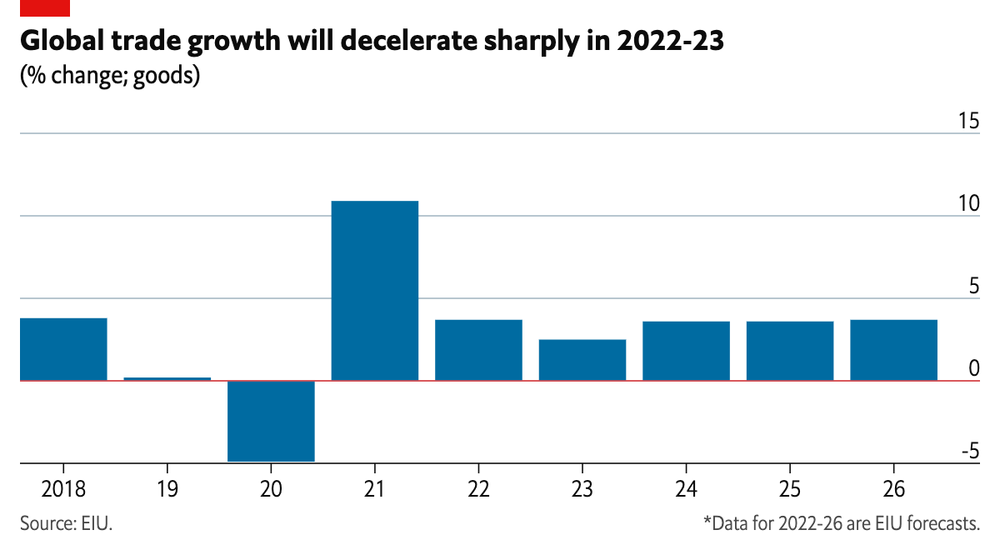 Global trade growth will decelerate sharply in 2022-23
(% change; goods)
15
10
5
0
-5
2018 19 20 21 22 23 24 25 26
Source: EIU. *Data for 2022-26 are EIU forecasts.